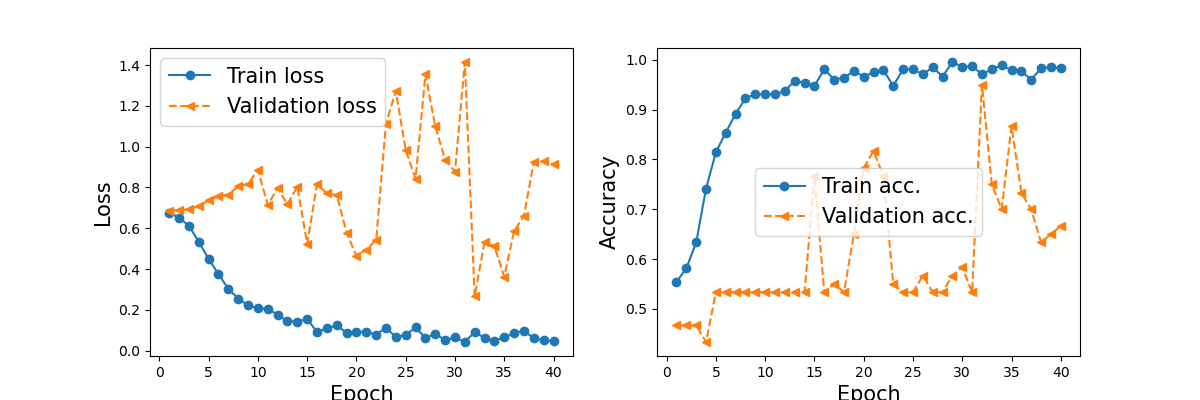 Loss
1.4
1.2
1.0
0.8
0.6
0.4
0.2
0.0
Train loss
Validation loss
0 5 10 15 20 25 30 35 40
Epoch
Accuracy
1.0
0.9
0.8
0.7
0.6
0.5
Train acc.
Validation acc.
0 5 10 15 20 25 30 35 40
Epoch